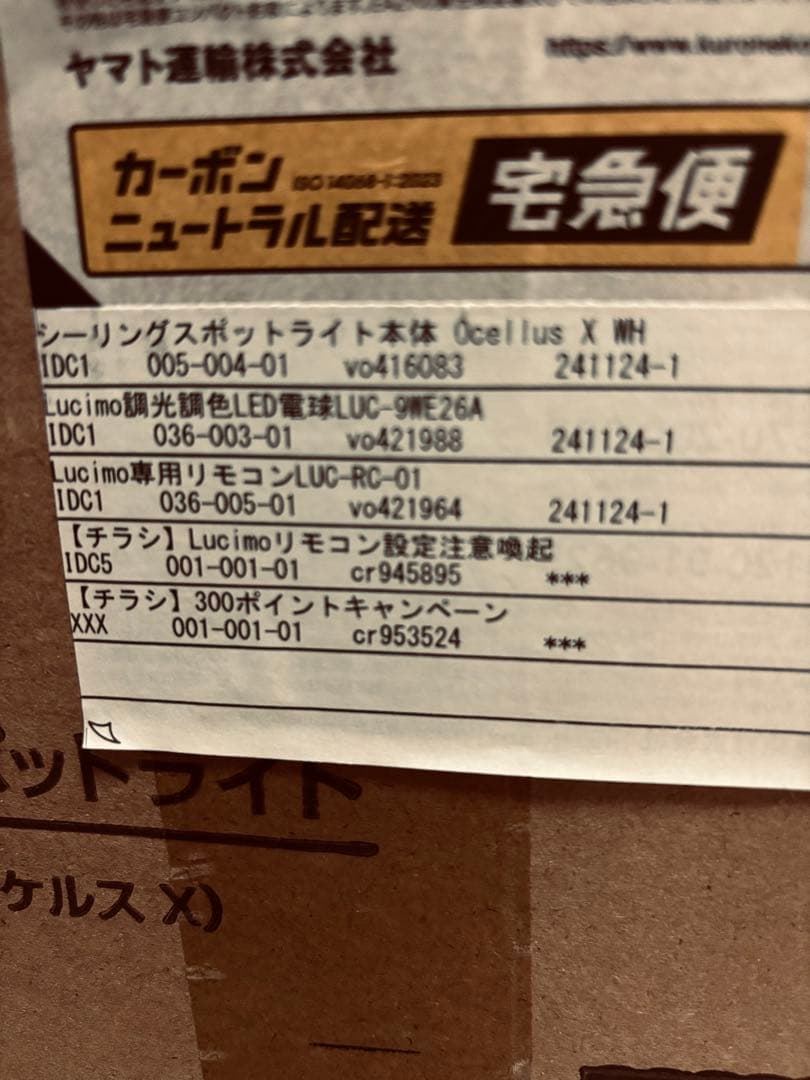 ヤマト運輸株式会社
https://www.kuroneko
カーボン ISO 14068-1:2023
ニュートラル配送 宅急便
シーリングスポットライト本体 Ocellus X WH
IDC1 005-004-01 vo416083 241124-1
Lucimo調光調色LED電球LUC-9WE26A
IDC1 036-003-01 vo421988 241124-1
Lucimo専用リモコンLUC-RC-01
IDC1 036-005-01 vo421964 241124-1
【チラシ】Lucimoリモコン設定注意喚起
IDC5 001-001-01 cr945895 ***
【チラシ】300ポイントキャンペーン
XXX 001-001-01 cr953524 ***
ットライト
ケルス X)